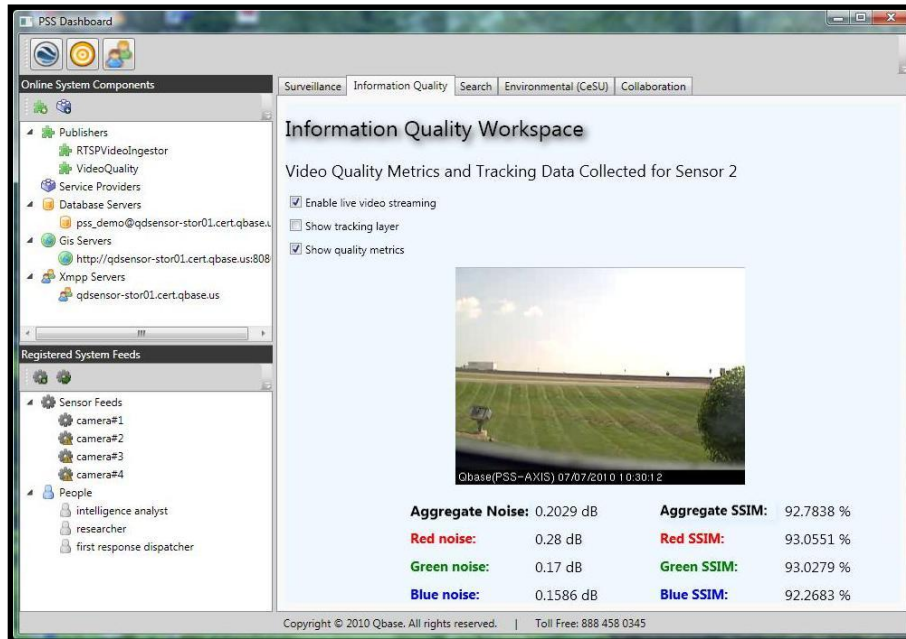 PSS Dashboard
Online System Components
Publishers
RTSPVideoIngestor
VideoQuality
Service Providers
Database Servers
pss_demo@qdsensor-stor01.cert.qbase.u
Gis Servers
http://qdsensor-stor01.cert.qbase.us:808
Xmpp Servers
qdsensor-stor01.cert.qbase.us
Registered System Feeds
Sensor Feeds
camera#1
camera#2
camera#3
camera#4
People
intelligence analyst
researcher
first response dispatcher
Surveillance Information Quality Search Environmental (CeSU) Collaboration
Information Quality Workspace
Video Quality Metrics and Tracking Data Collected for Sensor 2
Enable live video streaming
Show tracking layer
Show quality metrics
Qbase(PSS-AXIS) 07/07/2010 10:30:12
Aggregate Noise: 0.2029 dB Aggregate SSIM: 92.7838 %
Red noise: 0.28 dB Red SSIM: 93.0551 %
Green noise: 0.17 dB Green SSIM: 93.0279 %
Blue noise: 0.1586 dB Blue SSIM: 92.2683 %
Copyright © 2010 Qbase. All rights reserved. | Toll Free: 888 458 0345